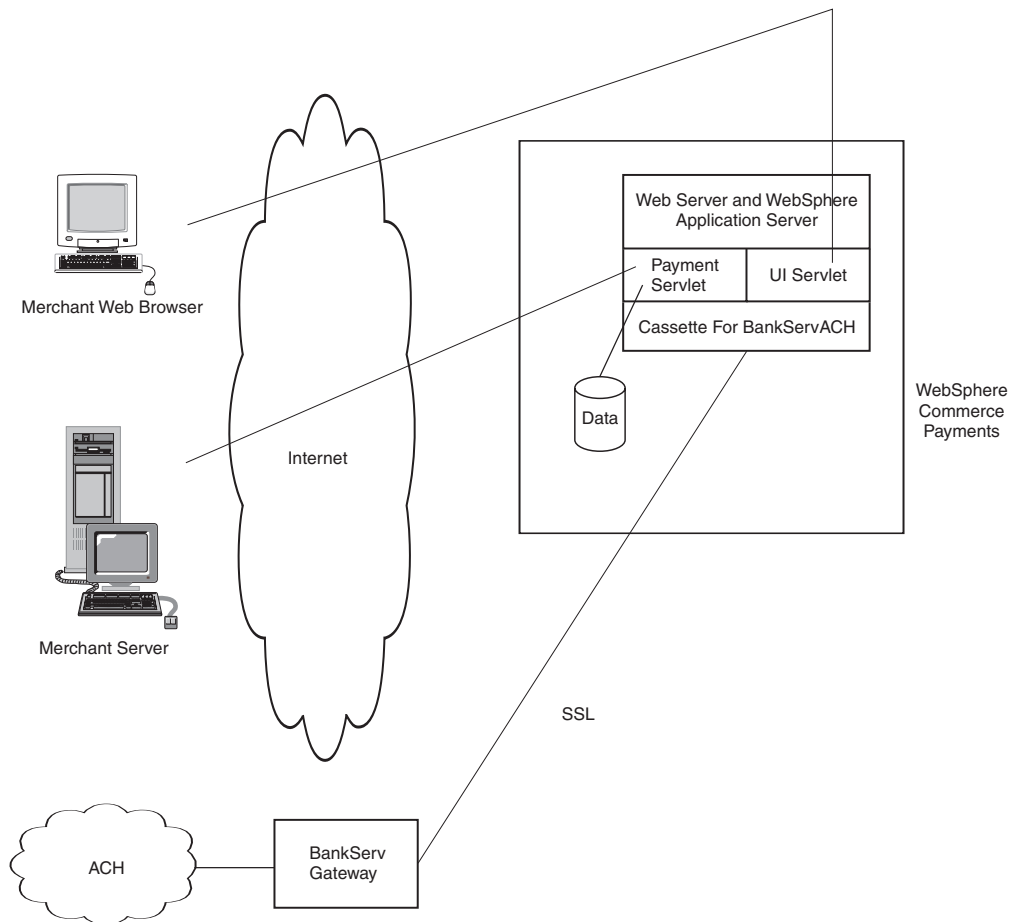 Web Server and WebSphere
Application Server
Payment
Servlet
UI Servlet
Merchant Web Browser
Cassette For BankServACH
WebSphere
Commerce
Payments
Data
Internet
Merchant Server
SSL
BankServ
Gateway
ACH